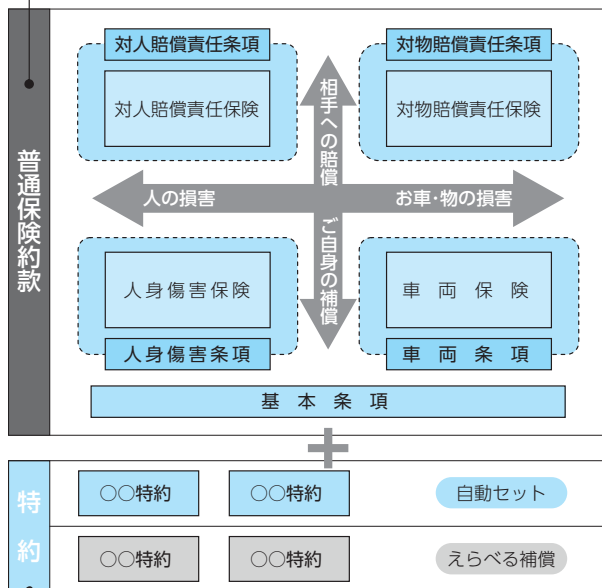 普通保険約款
対人賠償責任条項
対物賠償責任条項
対人賠償責任保険
対物賠償責任保険
相手への賠償
人の損害
お車・物の損害
ご自身の補償
人身傷害保険
車両保険
人身傷害条項
車両条項
基本条項
特約
○○特約
○○特約
自動セット
○○特約
○○特約
えらべる補償